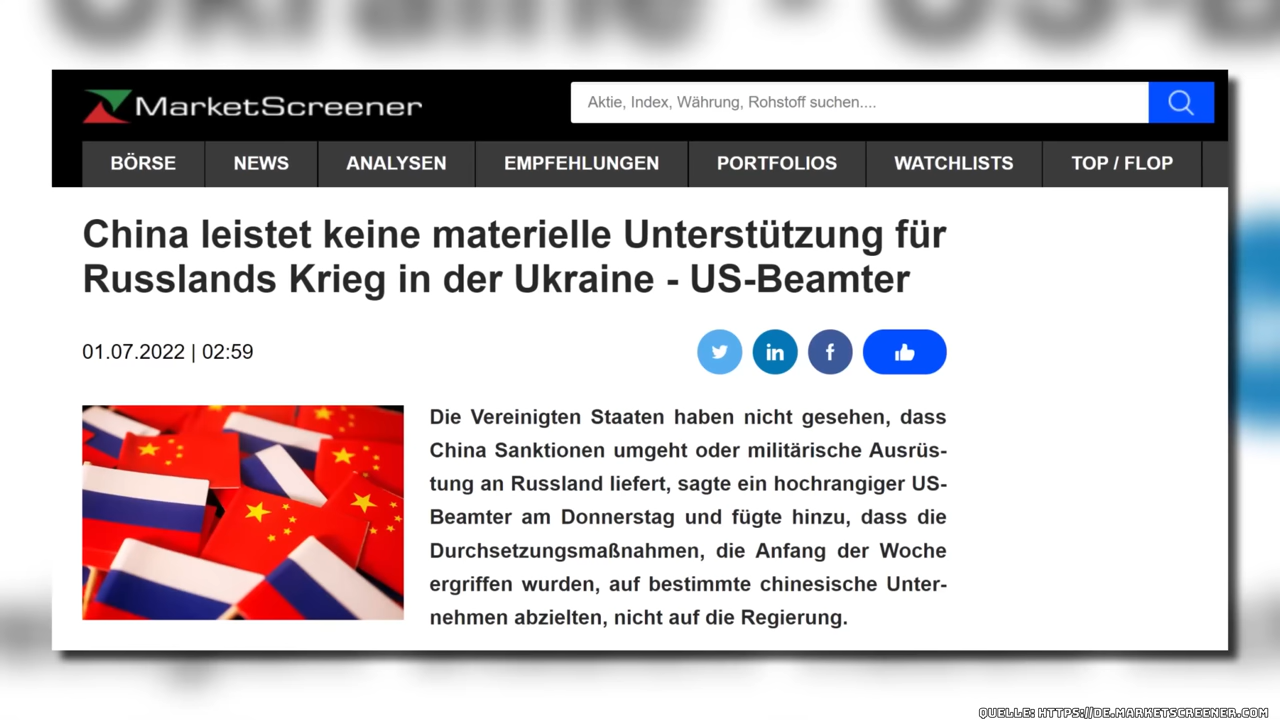 MarketScreener
Aktie, Index, Währung, Rohstoff suchen....
BÖRSE NEWS ANALYSEN EMPFEHLUNGEN PORTFOLIOS WATCHLISTS TOP / FLOP
China leistet keine materielle Unterstützung für
Russlands Krieg in der Ukraine - US-Beamter
01.07.2022 | 02:59
Die Vereinigten Staaten haben nicht gesehen, dass
China Sanktionen umgeht oder militärische Ausrüs-
tung an Russland liefert, sagte ein hochrangiger US-
Beamter am Donnerstag und fügte hinzu, dass die
Durchsetzungsmaßnahmen, die Anfang der Woche
ergriffen wurden, auf bestimmte chinesische Unter-
nehmen abzielten, nicht auf die Regierung.
QUELLE: HTTPS://DE.MARKETSCREENER.COM